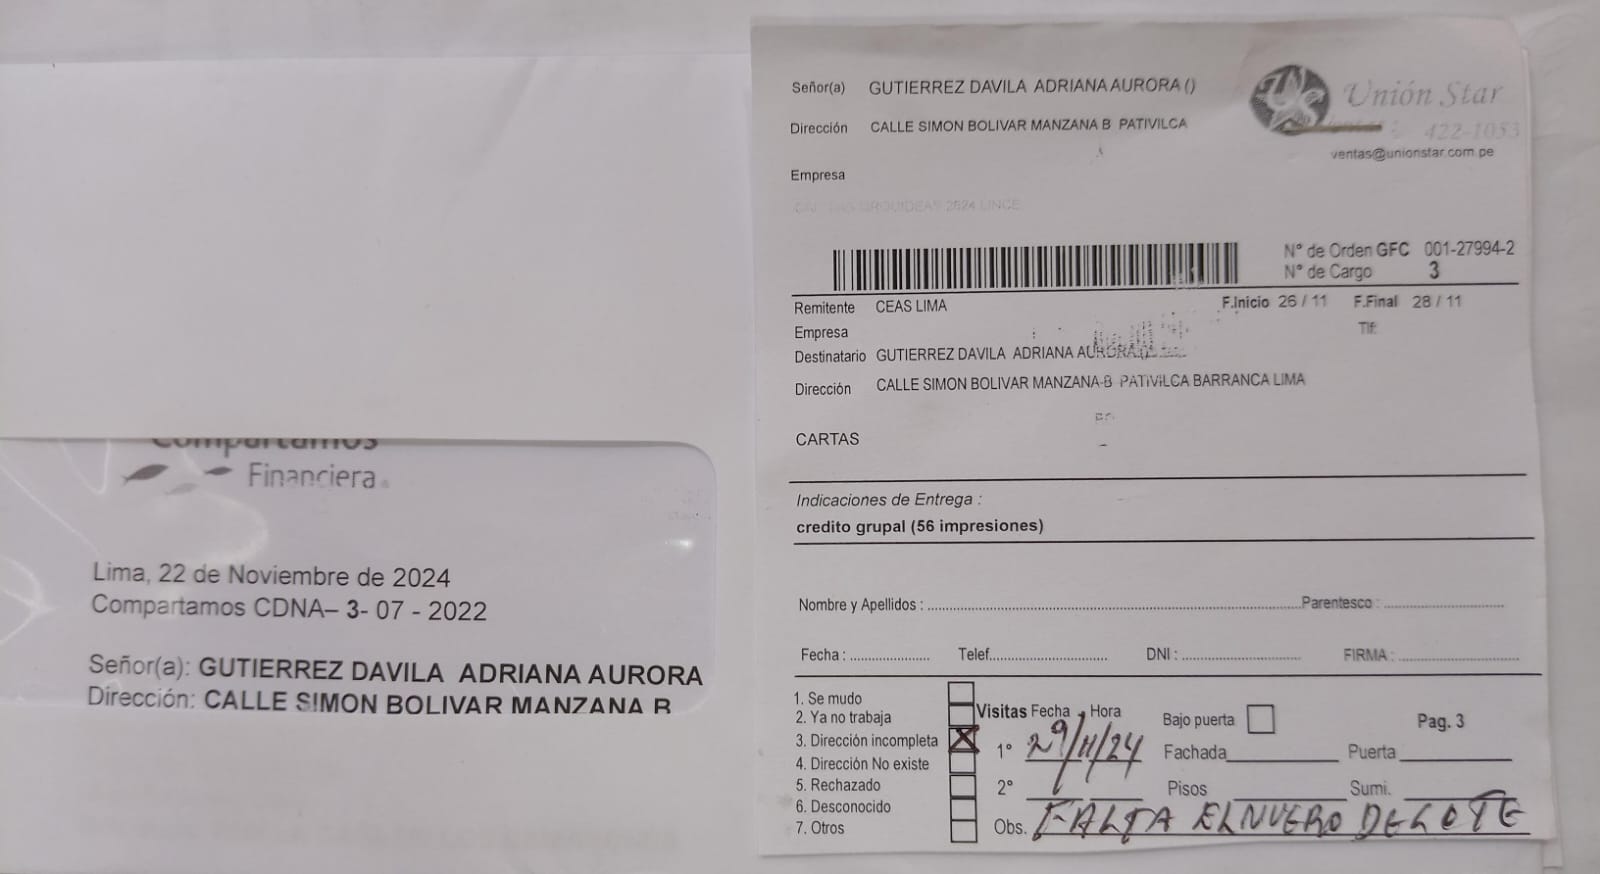 Compartamos
Financiera
Lima, 22 de Noviembre de 2024
Compartamos CDNA– 3- 07 - 2022
Señor(a): GUTIERREZ DAVILA ADRIANA AURORA
Dirección: CALLE SIMON BOLIVAR MANZANA B
Señor(a) GUTIERREZ DAVILA ADRIANA AURORA ()
Dirección CALLE SIMON BOLIVAR MANZANA B PATIVILCA
Unión Star
422-1053
ventas@unionstar.com.pe
Empresa
ORQUIDEAS 2624 LINCE
N° de Orden GFC 001-27994-2
N° de Cargo 3
Remitente CEAS LIMA F.Inicio 26 / 11 F.Final 28 / 11
Empresa Tlf:
Destinatario GUTIERREZ DAVILA ADRIANA AURORA
Dirección CALLE SIMON BOLIVAR MANZANA B PATIVILCA BARRANCA LIMA
CARTAS
Indicaciones de Entrega :
credito grupal (56 impresiones)
Nombre y Apellidos : Parentesco :
Fecha : Telef. DNI : FIRMA :
1. Se mudo
2. Ya no trabaja
3. Dirección incompleta X
4. Dirección No existe
5. Rechazado
6. Desconocido
7. Otros
Visitas Fecha y Hora Bajo puerta Pag. 3
1° 29/11/24 Fachada Puerta
2° Pisos Sumi.
Obs. FALTA EL NUERO DE LOTE